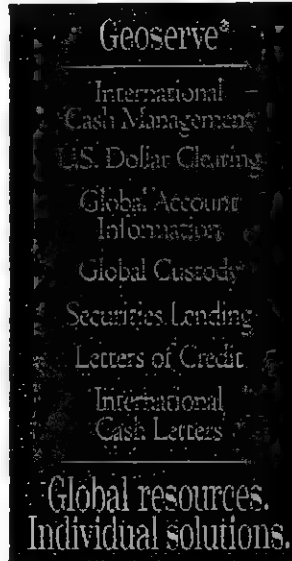 Geoserve®
International
Cash Management
U.S. Dollar Clearing
Global Account
Information
Global Custody
Securities Lending
Letters of Credit
International
Cash Letters
Global resources.
Individual solutions.